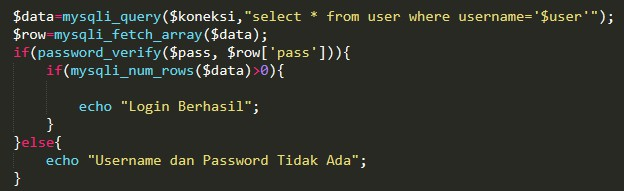 $data=mysqli_query($koneksi,"select * from user where username='$user'");
$row=mysqli_fetch_array($data);
if(password_verify($pass, $row['pass'])){
    if(mysqli_num_rows($data)>0){
        echo "Login Berhasil";
    }
}else{
    echo "Username dan Password Tidak Ada";
}